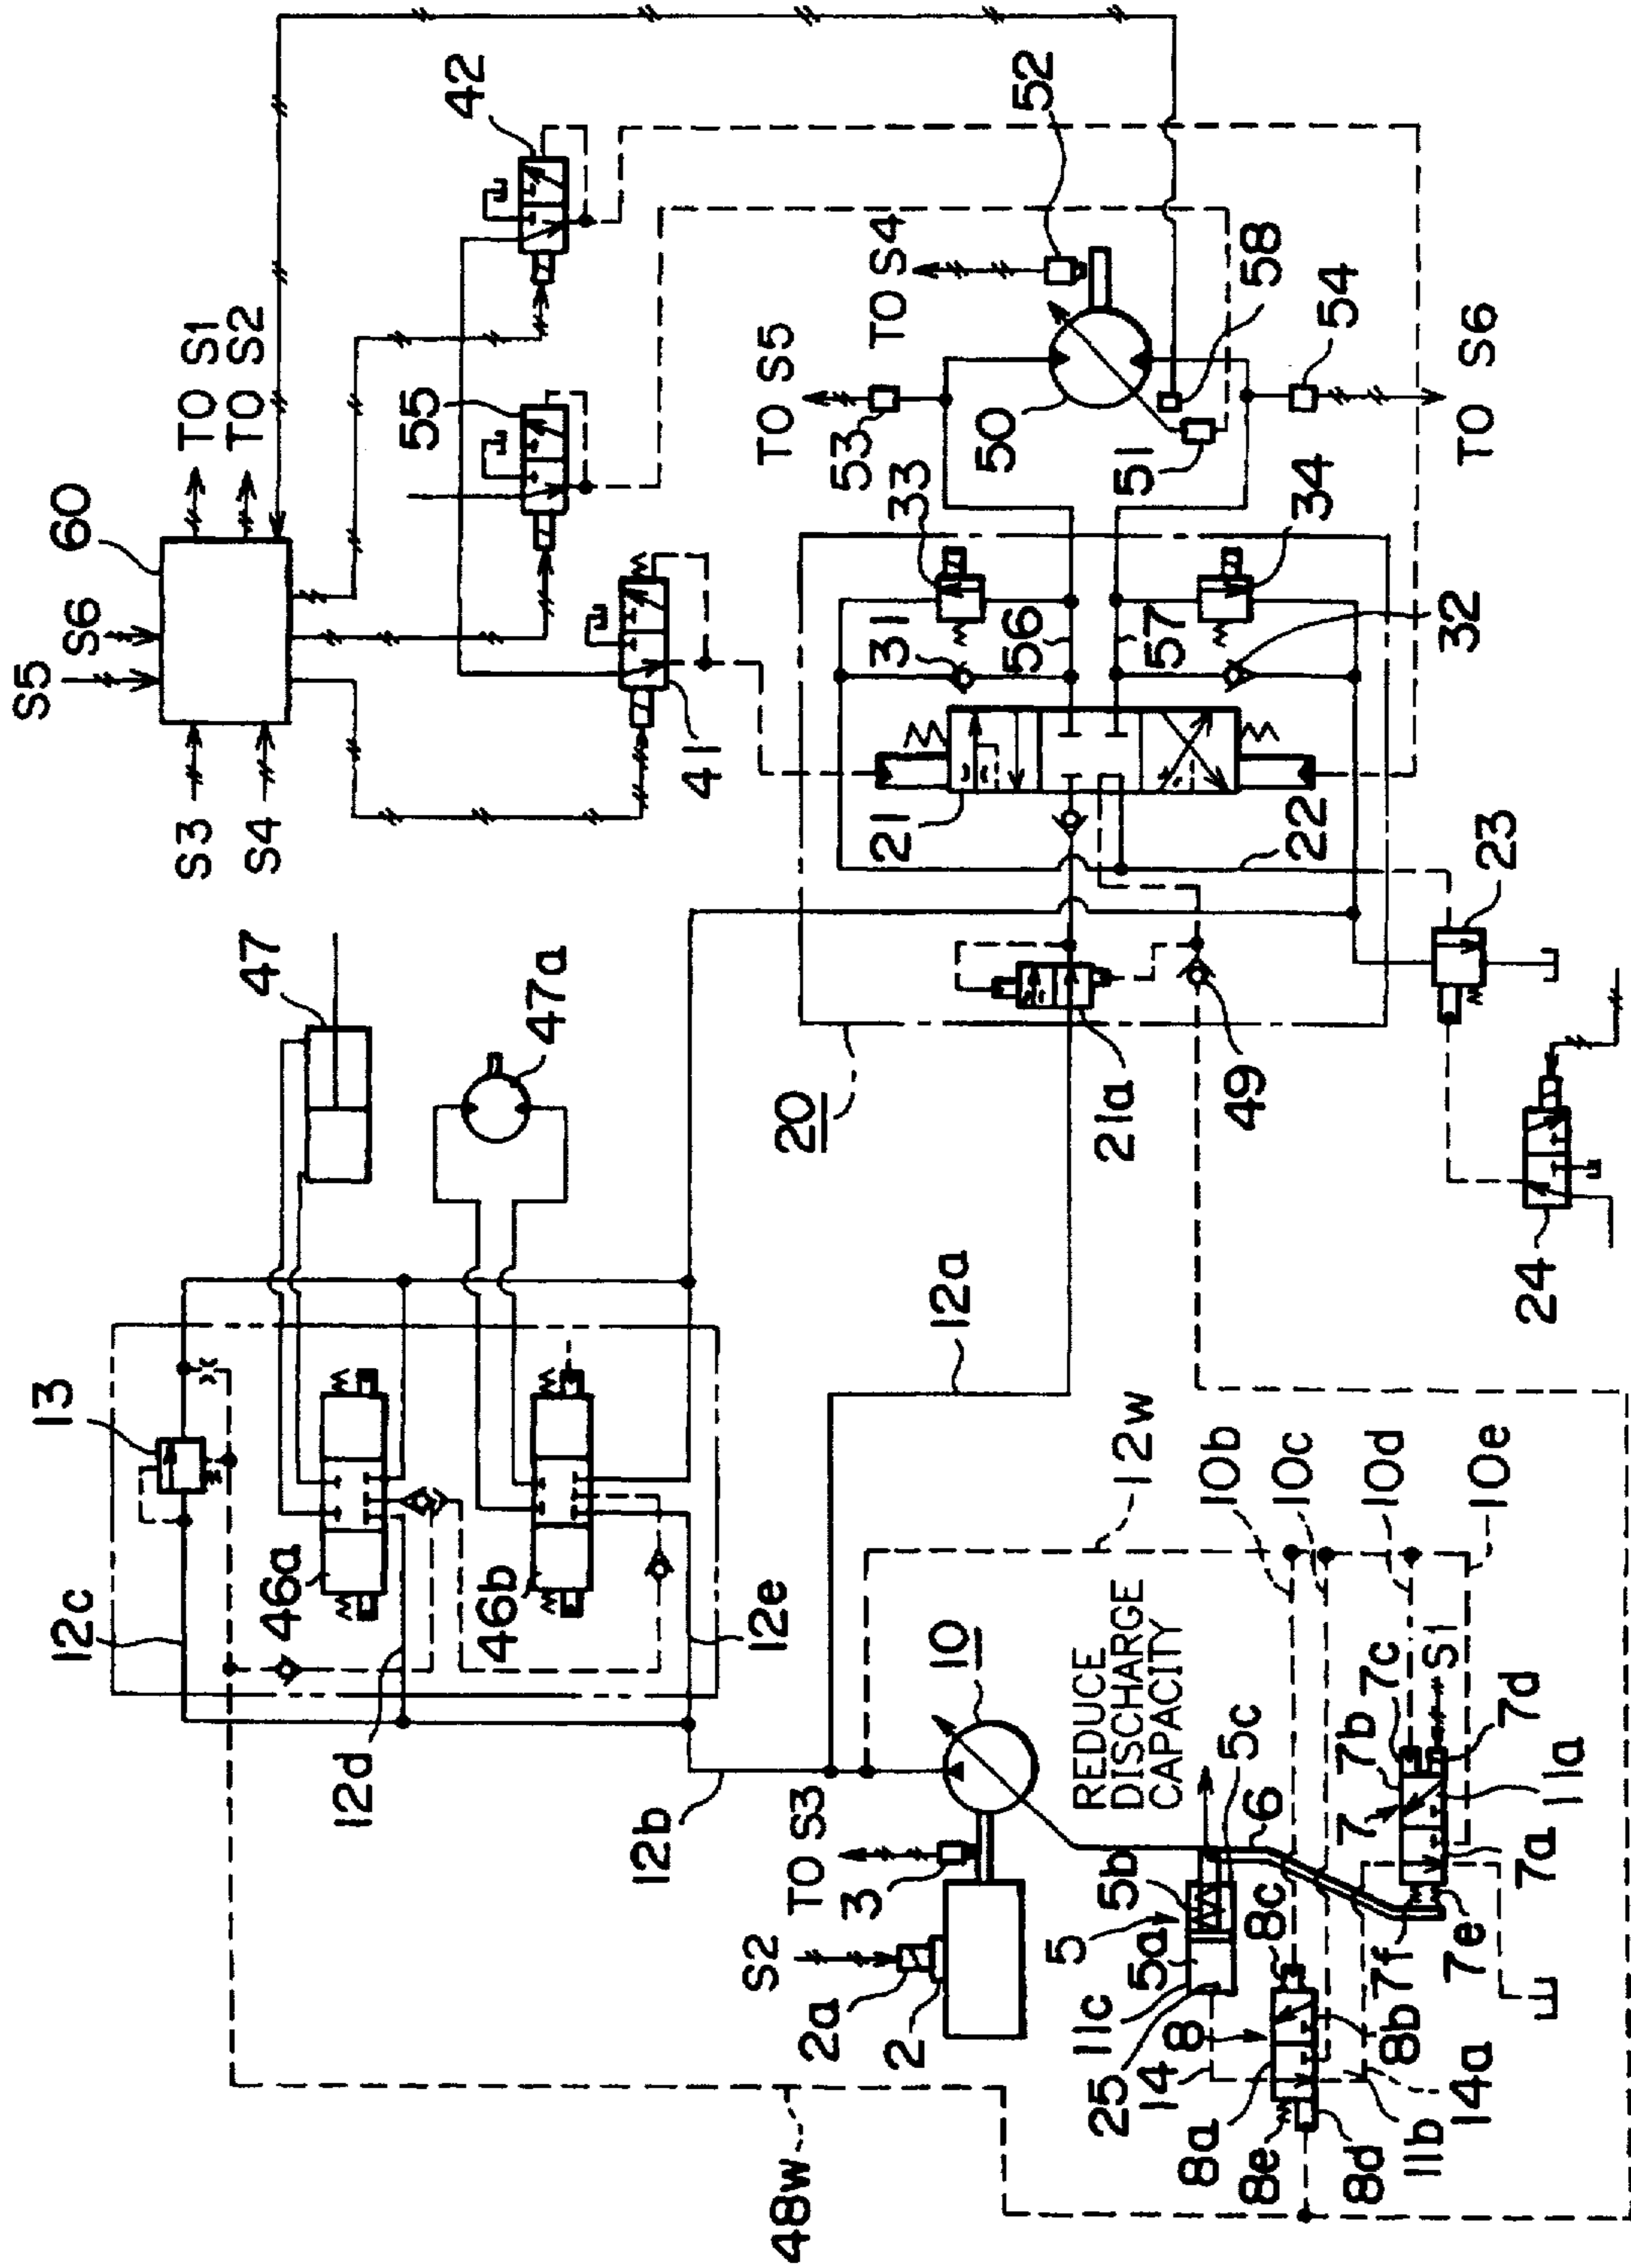 S5
S6
S3
S4
60
TO S1
TO S2
55
42
41
47
47a
13
12c
46a
46b
12d
12e
12b
12a
12w
48w
20
21
21a
22
23
24
49
31
32
33
34
56
57
50
51
52
53
54
58
TO S5
TO S4
TO S6
10
REDUCE
DISCHARGE
CAPACITY
TO S3
3
S2
2a
2
5
5a
5b
5c
6
11c
25
14
8
8a
8b
8c
8d
8e
11b
14a
7
7a
7b
7c
7d
7e
7f
S1
11a
10b
10c
10d
10e